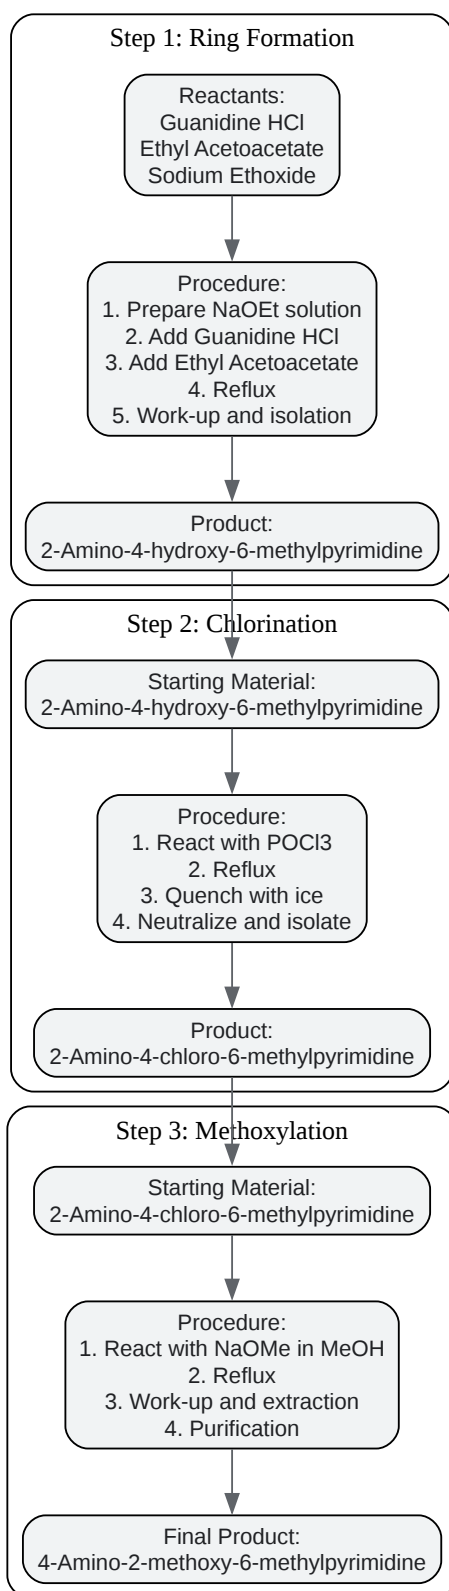 Step 1: Ring Formation
Reactants:
Guanidine HCl
Ethyl Acetoacetate
Sodium Ethoxide
Procedure:
1. Prepare NaOEt solution
2. Add Guanidine HCl
3. Add Ethyl Acetoacetate
4. Reflux
5. Work-up and isolation
Product:
2-Amino-4-hydroxy-6-methylpyrimidine
Step 2: Chlorination
Starting Material:
2-Amino-4-hydroxy-6-methylpyrimidine
Procedure:
1. React with POCl3
2. Reflux
3. Quench with ice
4. Neutralize and isolate
Product:
2-Amino-4-chloro-6-methylpyrimidine
Step 3: Methoxylation
Starting Material:
2-Amino-4-chloro-6-methylpyrimidine
Procedure:
1. React with NaOMe in MeOH
2. Reflux
3. Work-up and extraction
4. Purification
Final Product:
4-Amino-2-methoxy-6-methylpyrimidine